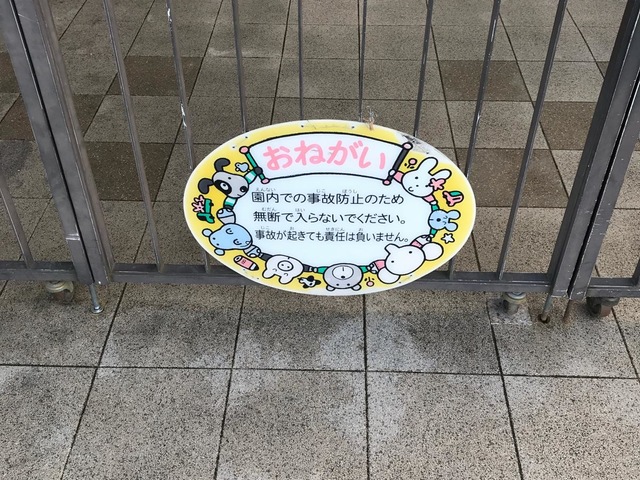 おねがい
園内での事故防止のため
無断で入らないでください。
事故が起きても責任は負いません。